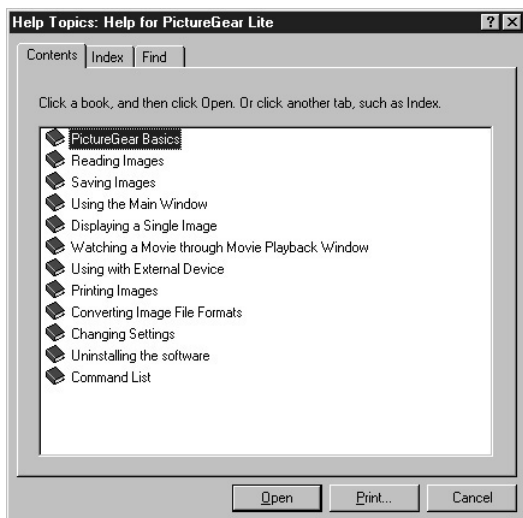 Help Topics: Help for PictureGear Lite
Contents Index Find
Click a book, and then click Open. Or click another tab, such as Index.
PictureGear Basics
Reading Images
Saving Images
Using the Main Window
Displaying a Single Image
Watching a Movie through Movie Playback Window
Using with External Device
Printing Images
Converting Image File Formats
Changing Settings
Uninstalling the software
Command List
Open Print... Cancel